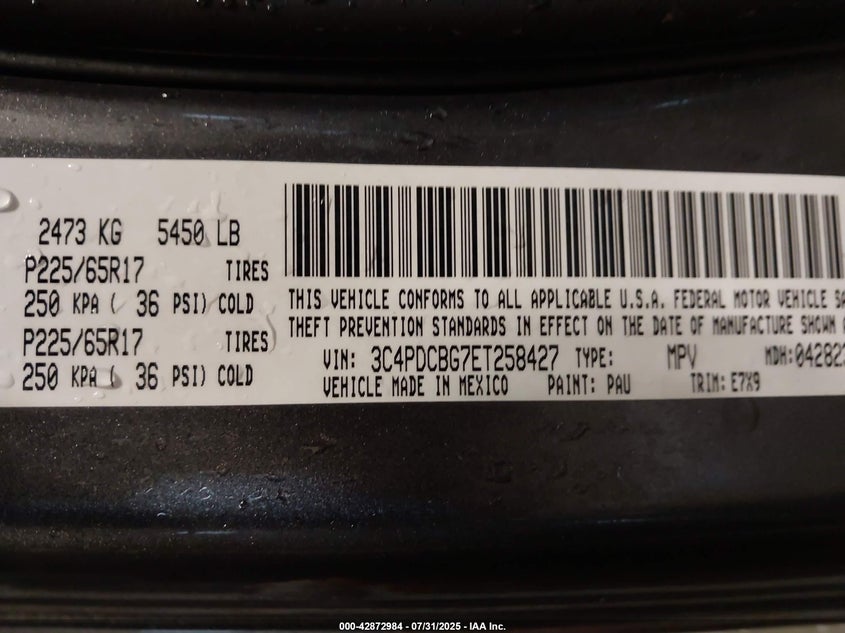 2473 KG 5450 LB
P225/65R17 TIRES
250 KPA ( 36 PSI) COLD
P225/65R17 TIRES
250 KPA ( 36 PSI) COLD
THIS VEHICLE CONFORMS TO ALL APPLICABLE U.S.A. FEDERAL MOTOR VEHICLE SA
THEFT PREVENTION STANDARDS IN EFFECT ON THE DATE OF MANUFACTURE SHOWN
VIN: 3C4PDCBG7ET258427 TYPE: MPV MDH:042823
VEHICLE MADE IN MEXICO PAINT: PAU TRIM: E7X9
000-42872984 - 07/31/2025 - IAA Inc.